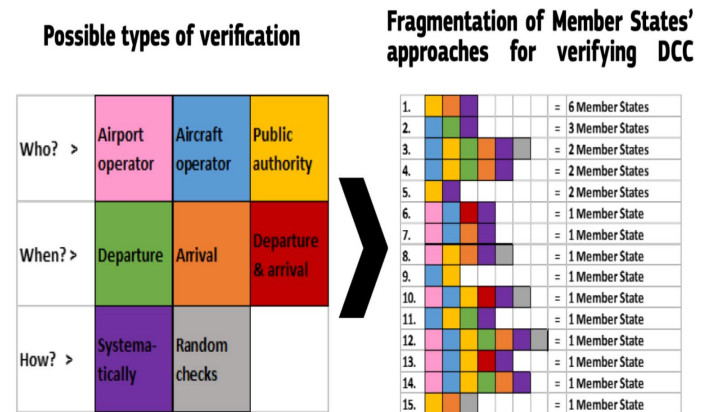 Possible types of verification
Fragmentation of Member States'
approaches for verifying DCC
Who? >
Airport
operator
Aircraft
operator
Public
authority
When? >
Departure
Arrival
Departure
& arrival
How? >
Systema-
tically
Random
checks
1. = 6 Member States
2. = 3 Member States
3. = 2 Member States
4. = 2 Member States
5. = 2 Member States
6. = 1 Member State
7. = 1 Member State
8. = 1 Member State
9. = 1 Member State
10. = 1 Member State
11. = 1 Member State
12. = 1 Member State
13. = 1 Member State
14. = 1 Member State
15. = 1 Member State